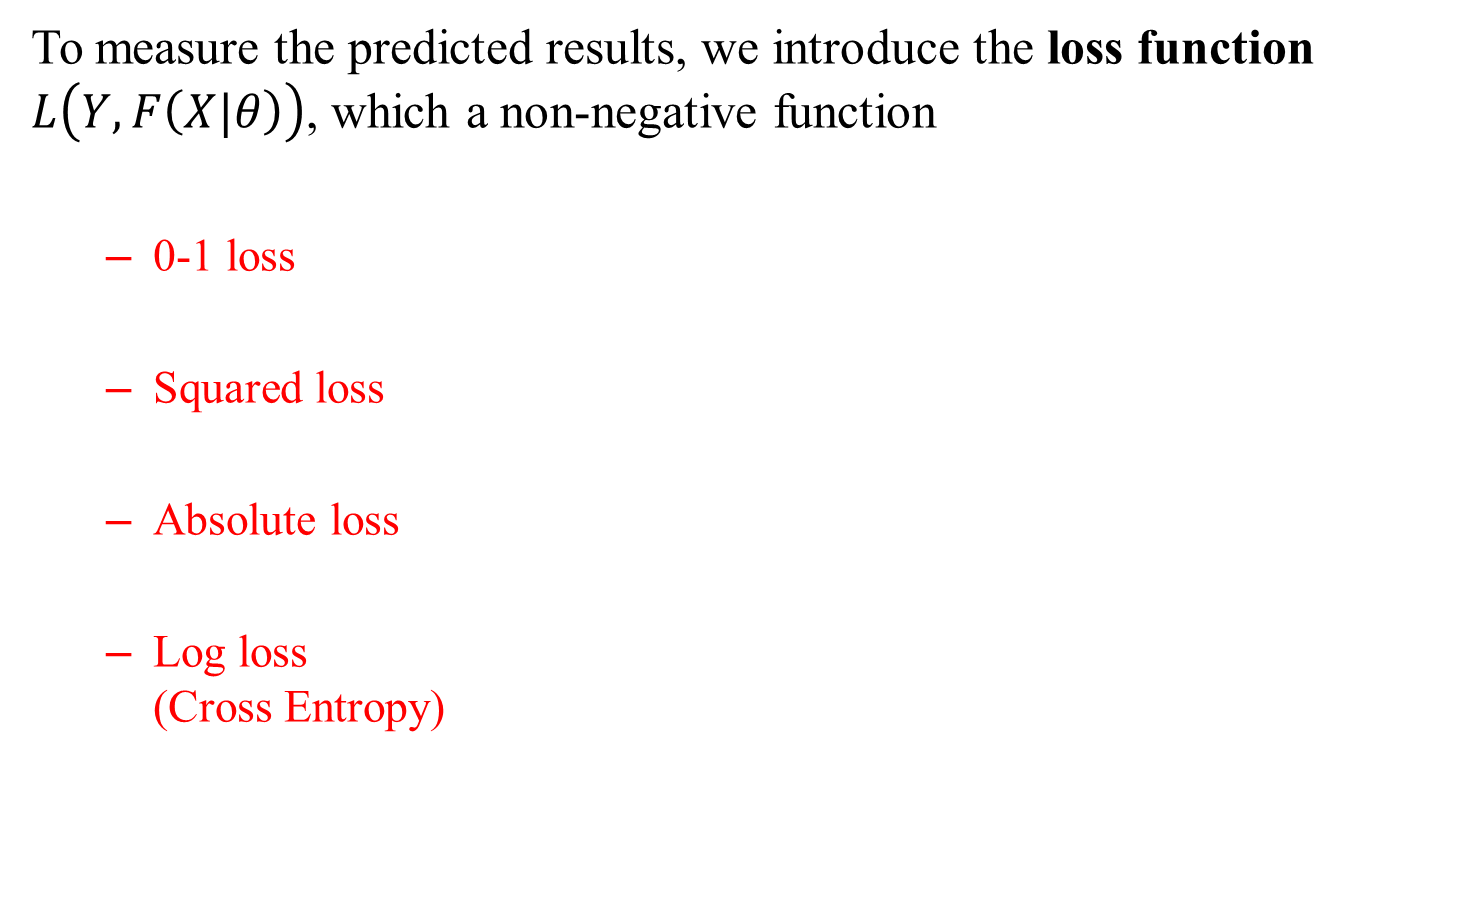 To measure the predicted results, we introduce the loss function
L(Y, F(X|θ)), which a non-negative function
– 0-1 loss
– Squared loss
– Absolute loss
– Log loss
(Cross Entropy)